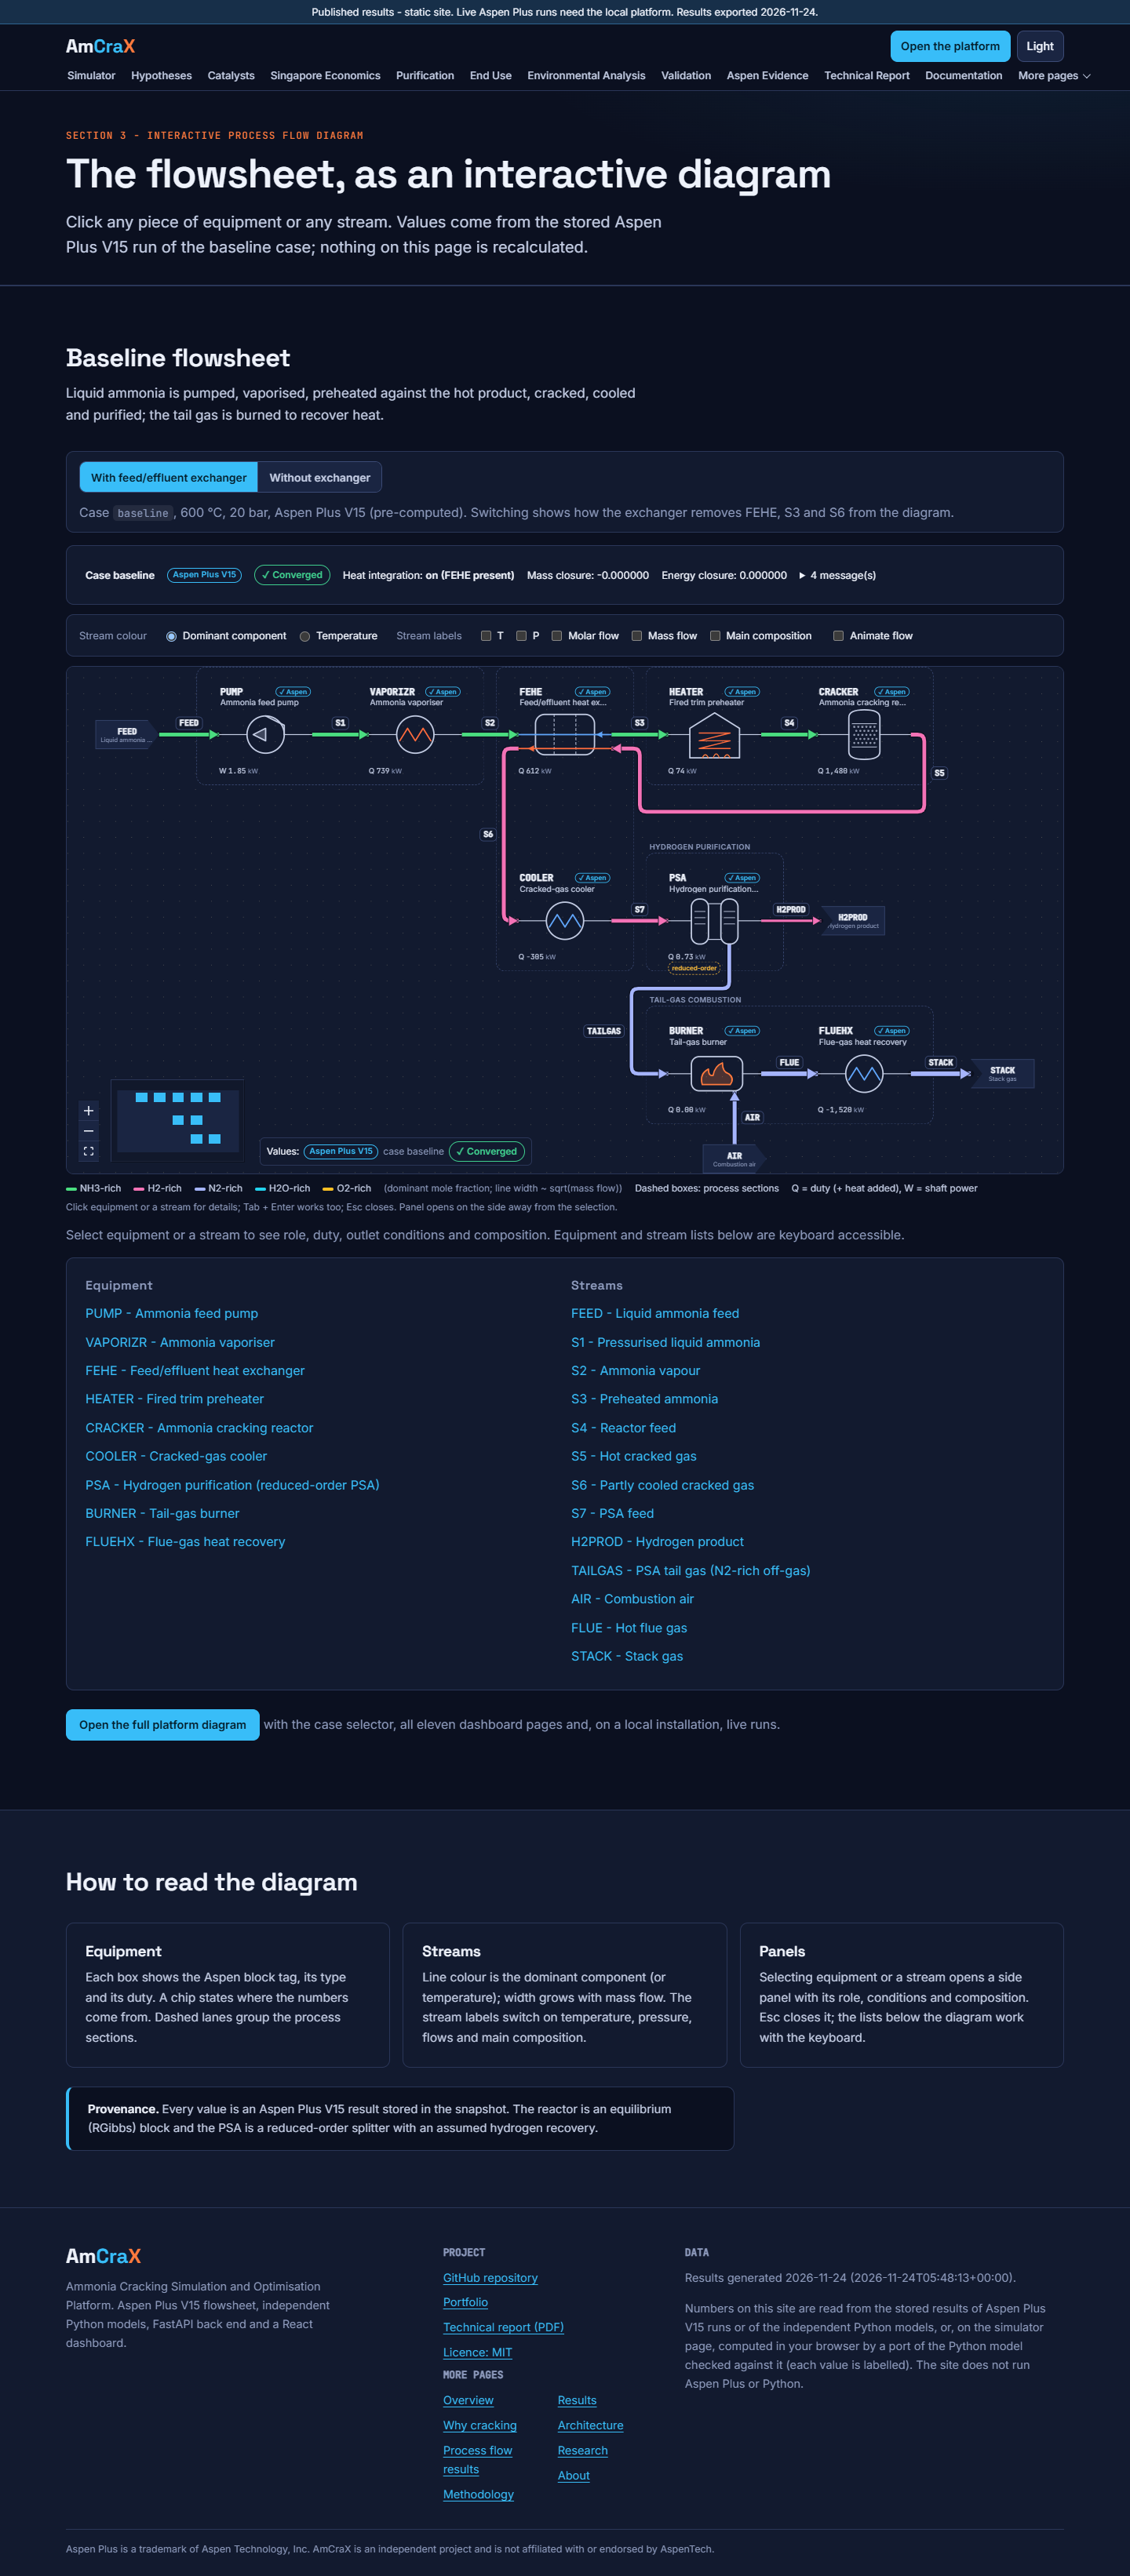 Published results - static site. Live Aspen Plus runs need the local platform. Results exported 2026-11-24.
AmCraX
Open the platform
Light
Simulator
Hypotheses
Catalysts
Singapore Economics
Purification
End Use
Environmental Analysis
Validation
Aspen Evidence
Technical Report
Documentation
More pages
SECTION 3 - INTERACTIVE PROCESS FLOW DIAGRAM
The flowsheet, as an interactive diagram
Click any piece of equipment or any stream. Values come from the stored Aspen
Plus V15 run of the baseline case; nothing on this page is recalculated.
Baseline flowsheet
Liquid ammonia is pumped, vaporised, preheated against the hot product, cracked, cooled
and purified; the tail gas is burned to recover heat.
With feed/effluent exchanger
Without exchanger
Case baseline, 600 °C, 20 bar, Aspen Plus V15 (pre-computed). Switching shows how the exchanger removes FEHE, S3 and S6 from the diagram.
Case baseline
Aspen Plus V15
✓ Converged
Heat integration: on (FEHE present)
Mass closure: -0.000000
Energy closure: 0.000000
▸ 4 message(s)
Stream colour
Dominant component
Temperature
Stream labels
T
P
Molar flow
Mass flow
Main composition
Animate flow
PUMP ✓ Aspen
Ammonia feed pump
W 1.85 kW
VAPORIZR ✓ Aspen
Ammonia vaporiser
Q 739 kW
FEHE ✓ Aspen
Feed/effluent heat ex...
Q 612 kW
HEATER ✓ Aspen
Fired trim preheater
Q 74 kW
CRACKER ✓ Aspen
Ammonia cracking re...
Q 1,480 kW
FEED
Liquid ammonia ...
FEED
S1
S2
S3
S4
S5
S6
HYDROGEN PURIFICATION
COOLER ✓ Aspen
Cracked-gas cooler
Q -305 kW
S7
PSA ✓ Aspen
Hydrogen purification...
Q 0.73 kW
reduced-order
H2PROD
H2PROD
Hydrogen product
TAIL-GAS COMBUSTION
TAILGAS
BURNER ✓ Aspen
Tail-gas burner
Q 0.00 kW
FLUE
FLUEHX ✓ Aspen
Flue-gas heat recovery
Q -1,520 kW
STACK
STACK
Stack gas
AIR
AIR
Combustion air
Values: Aspen Plus V15 case baseline ✓ Converged
NH3-rich
H2-rich
N2-rich
H2O-rich
O2-rich
(dominant mole fraction; line width ~ sqrt(mass flow))
Dashed boxes: process sections
Q = duty (+ heat added), W = shaft power
Click equipment or a stream for details; Tab + Enter works too; Esc closes. Panel opens on the side away from the selection.
Select equipment or a stream to see role, duty, outlet conditions and composition. Equipment and stream lists below are keyboard accessible.
Equipment
PUMP - Ammonia feed pump
VAPORIZR - Ammonia vaporiser
FEHE - Feed/effluent heat exchanger
HEATER - Fired trim preheater
CRACKER - Ammonia cracking reactor
COOLER - Cracked-gas cooler
PSA - Hydrogen purification (reduced-order PSA)
BURNER - Tail-gas burner
FLUEHX - Flue-gas heat recovery
Streams
FEED - Liquid ammonia feed
S1 - Pressurised liquid ammonia
S2 - Ammonia vapour
S3 - Preheated ammonia
S4 - Reactor feed
S5 - Hot cracked gas
S6 - Partly cooled cracked gas
S7 - PSA feed
H2PROD - Hydrogen product
TAILGAS - PSA tail gas (N2-rich off-gas)
AIR - Combustion air
FLUE - Hot flue gas
STACK - Stack gas
Open the full platform diagram with the case selector, all eleven dashboard pages and, on a local installation, live runs.
How to read the diagram
Equipment
Each box shows the Aspen block tag, its type
and its duty. A chip states where the numbers
come from. Dashed lanes group the process
sections.
Streams
Line colour is the dominant component (or
temperature); width grows with mass flow. The
stream labels switch on temperature, pressure,
flows and main composition.
Panels
Selecting equipment or a stream opens a side
panel with its role, conditions and composition.
Esc closes it; the lists below the diagram work
with the keyboard.
Provenance. Every value is an Aspen Plus V15 result stored in the snapshot. The reactor is an equilibrium
(RGibbs) block and the PSA is a reduced-order splitter with an assumed hydrogen recovery.
AmCraX
Ammonia Cracking Simulation and Optimisation
Platform. Aspen Plus V15 flowsheet, independent
Python models, FastAPI back end and a React
dashboard.
PROJECT
GitHub repository
Portfolio
Technical report (PDF)
Licence: MIT
MORE PAGES
Overview
Why cracking
Process flow
results
Methodology
Results
Architecture
Research
About
DATA
Results generated 2026-11-24 (2026-11-24T05:48:13+00:00).
Numbers on this site are read from the stored results of Aspen Plus
V15 runs or of the independent Python models, or, on the simulator
page, computed in your browser by a port of the Python model
checked against it (each value is labelled). The site does not run
Aspen Plus or Python.
Aspen Plus is a trademark of Aspen Technology, Inc. AmCraX is an independent project and is not affiliated with or endorsed by AspenTech.